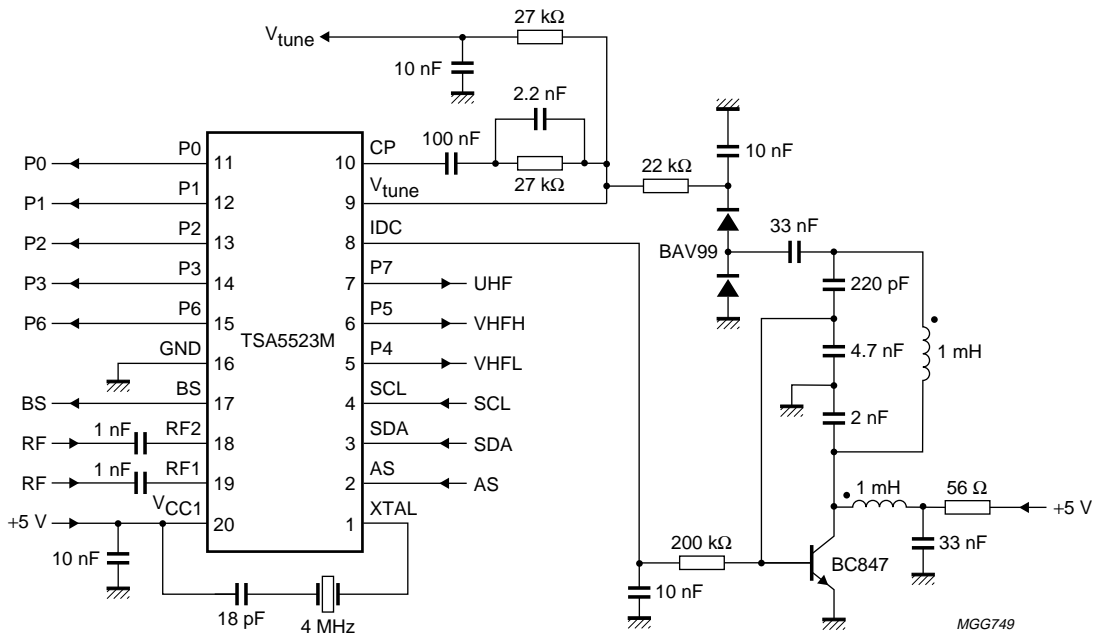 27 kΩ
Vtune
10 nF
2.2 nF
100 nF
27 kΩ
P0 P0 11 10 CP
10 nF
P1 P1 12 9 Vtune
22 kΩ
P2 P2 13 8 IDC
33 nF
BAV99
P3 P3 14 7 P7 UHF
220 pF
P6 P6 15 6 P5 VHFH
TSA5523M
GND 16 5 P4 VHFL
4.7 nF
1 mH
BS BS 17 4 SCL SCL
2 nF
RF 1 nF RF2 18 3 SDA SDA
RF 1 nF RF1 19 2 AS AS
+5 V VCC1 20 1 XTAL
1 mH
56 Ω
+5 V
10 nF
200 kΩ
33 nF
BC847
10 nF
18 pF
4 MHz
MGG749